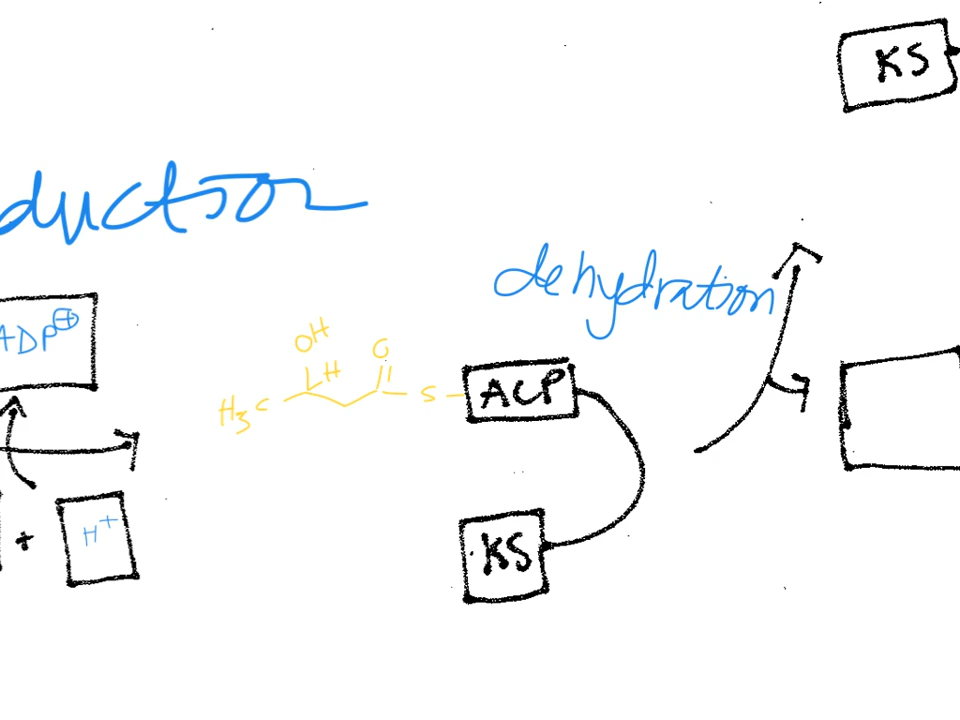 KS
duction
dehydration
ADP⊕
OH
H
O
H₃C
S
ACP
+
H⁺
KS